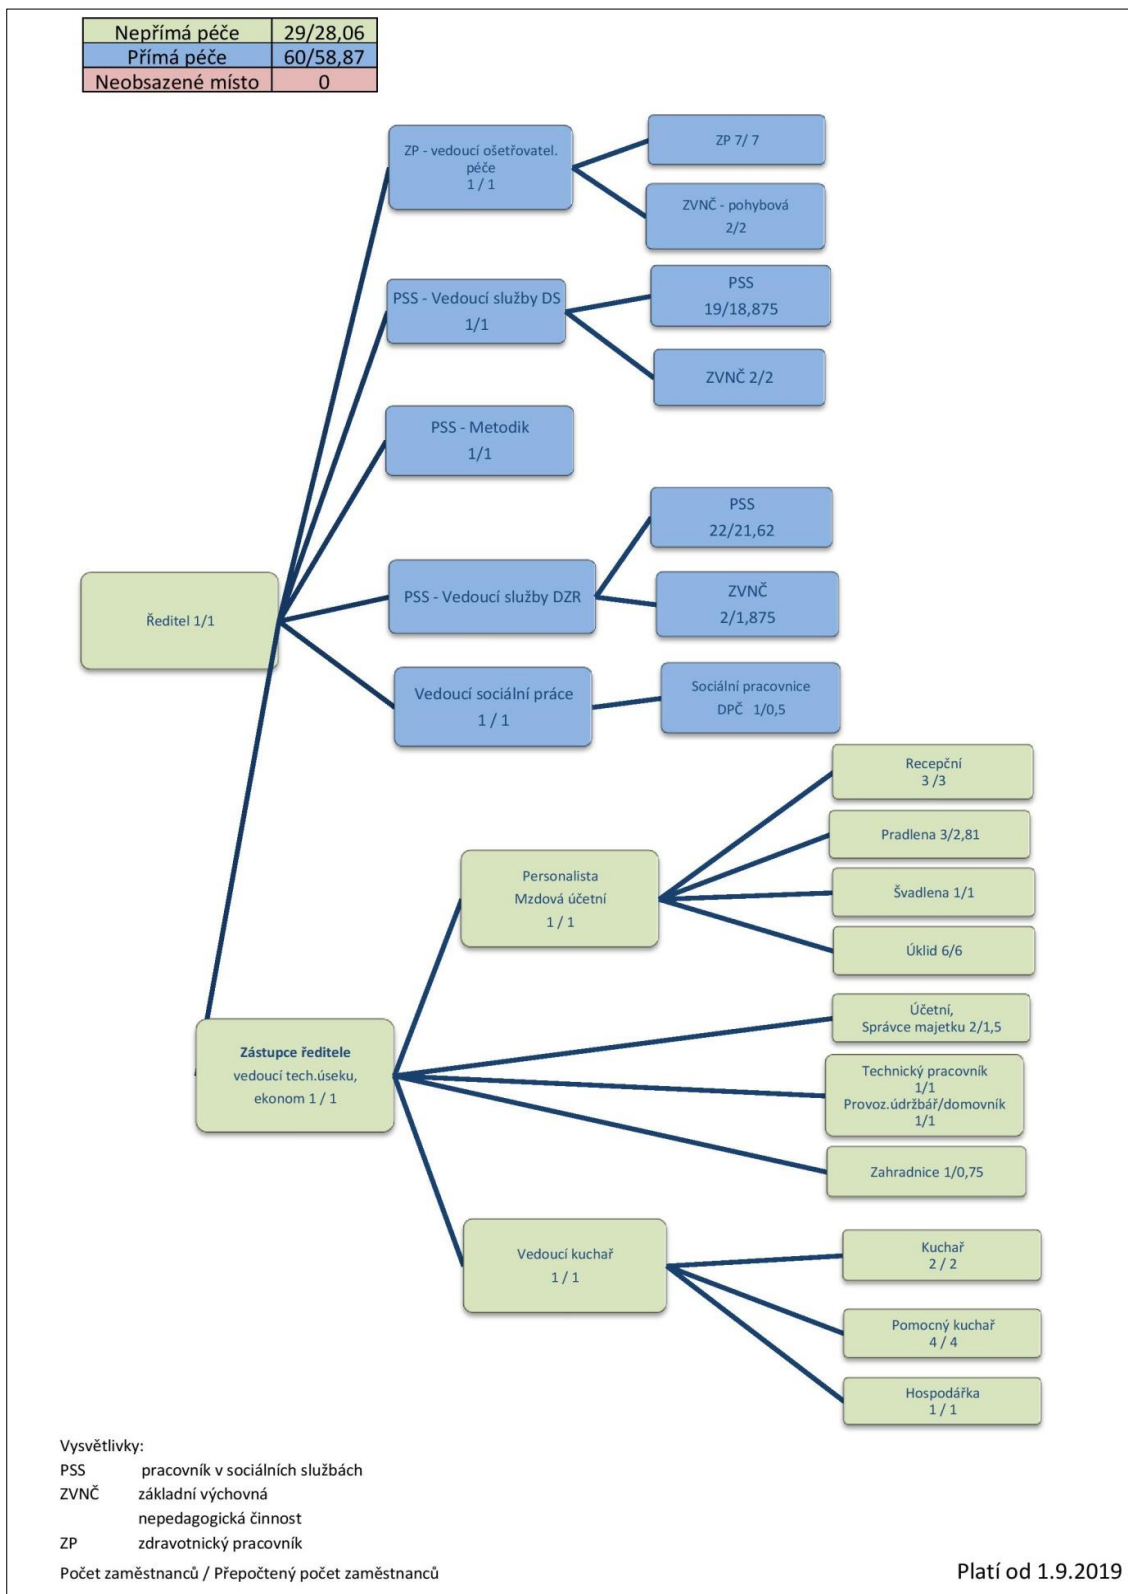 Nepřímá péče 29/28,06
Přímá péče 60/58,87
Neobsazené místo 0
ZP - vedoucí ošetřovatel.
péče
1 / 1
ZP 7/ 7
ZVNČ - pohybová
2/2
PSS - Vedoucí služby DS
1/1
PSS
19/18,875
ZVNČ 2/2
PSS - Metodik
1/1
PSS
22/21,62
Ředitel 1/1
PSS - Vedoucí služby DZR
ZVNČ
2/1,875
Vedoucí sociální práce
1 / 1
Sociální pracovnice
DPČ 1/0,5
Recepční
3 /3
Pradlena 3/2,81
Personalista
Mzdová účetní
1 / 1
Švadlena 1/1
Úklid 6/6
Účetní,
Správce majetku 2/1,5
Zástupce ředitele
vedoucí tech.úseku,
ekonom 1 / 1
Technický pracovník
1/1
Provoz.údržbář/domovník
1/1
Zahradnice 1/0,75
Vedoucí kuchař
1 / 1
Kuchař
2 / 2
Pomocný kuchař
4 / 4
Hospodářka
1 / 1
Vysvětlivky:
PSS pracovník v sociálních službách
ZVNČ základní výchovná
nepedagogická činnost
ZP zdravotnický pracovník
Počet zaměstnanců / Přepočtený počet zaměstnanců
Platí od 1.9.2019